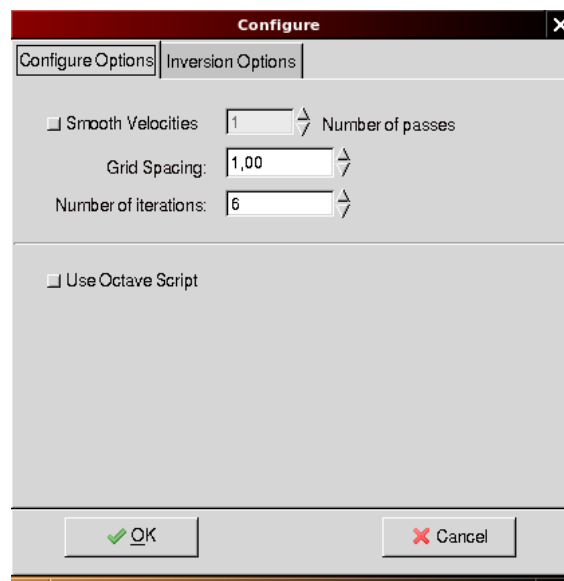 Configure
Configure Options Inversion Options
Smooth Velocities 1 Number of passes
Grid Spacing: 1,00
Number of iterations: 6
Use Octave Script
OK Cancel